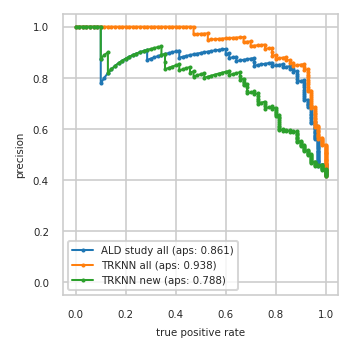 1.0
0.8
0.6
0.4
0.2
0.0
precision
ALD study all (aps: 0.861)
TRKNN all (aps: 0.938)
TRKNN new (aps: 0.788)
0.0 0.2 0.4 0.6 0.8 1.0
true positive rate